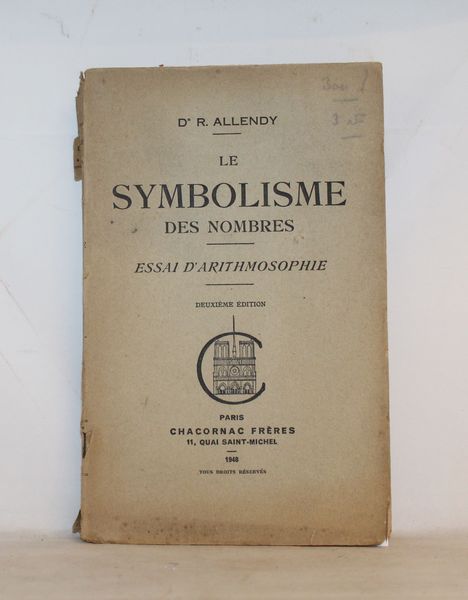 Dr R. ALLENDY
LE
SYMBOLISME
DES NOMBRES
ESSAI D'ARITHMOSOPHIE
DEUXIÈME ÉDITION
PARIS
CHACORNAC FRÈRES
11, QUAI SAINT-MICHEL
1948
TOUS DROITS RÉSERVÉS